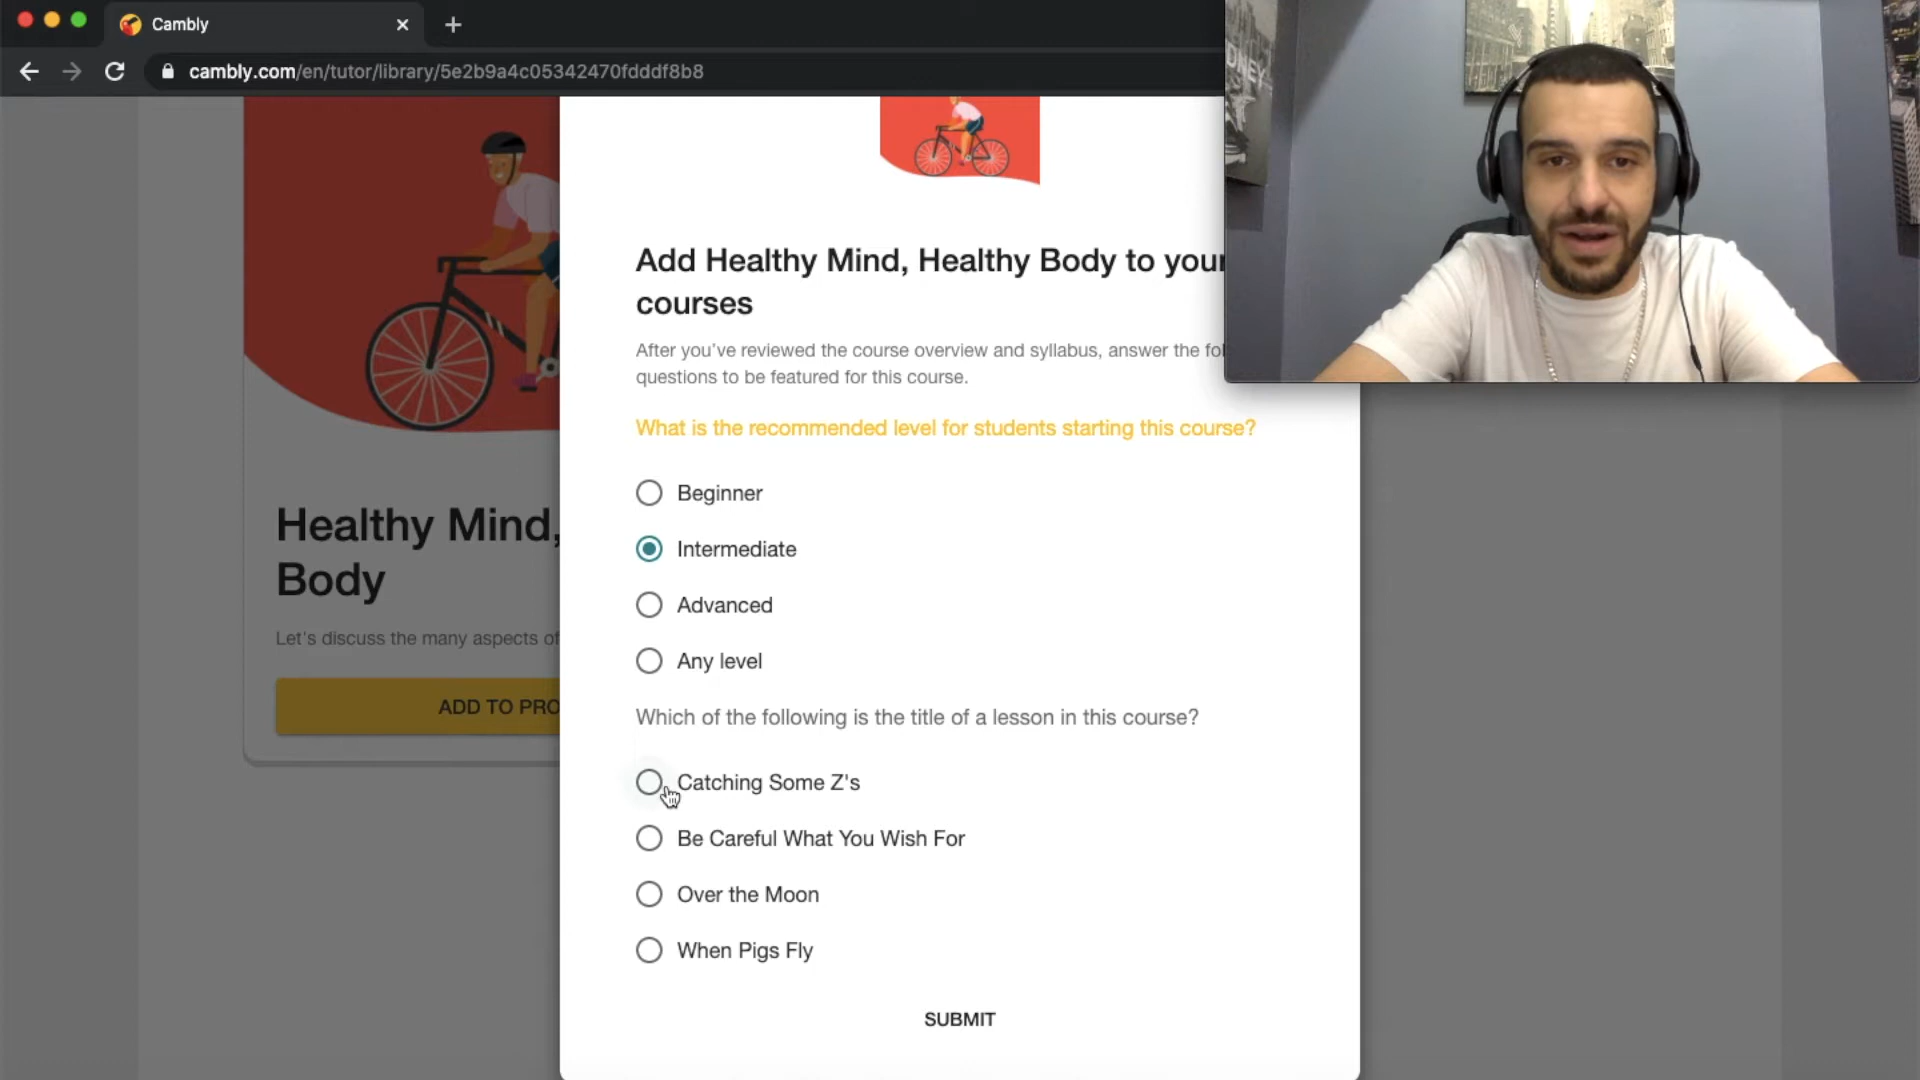 Cambly
cambly.com/en/tutor/library/5e2b9a4c05342470fdddf8b8
Healthy Mind,
Body
Let's discuss the many aspects of
ADD TO PRO
Add Healthy Mind, Healthy Body to your
courses
After you've reviewed the course overview and syllabus, answer the fol
questions to be featured for this course.
What is the recommended level for students starting this course?
Beginner
Intermediate
Advanced
Any level
Which of the following is the title of a lesson in this course?
Catching Some Z's
Be Careful What You Wish For
Over the Moon
When Pigs Fly
SUBMIT